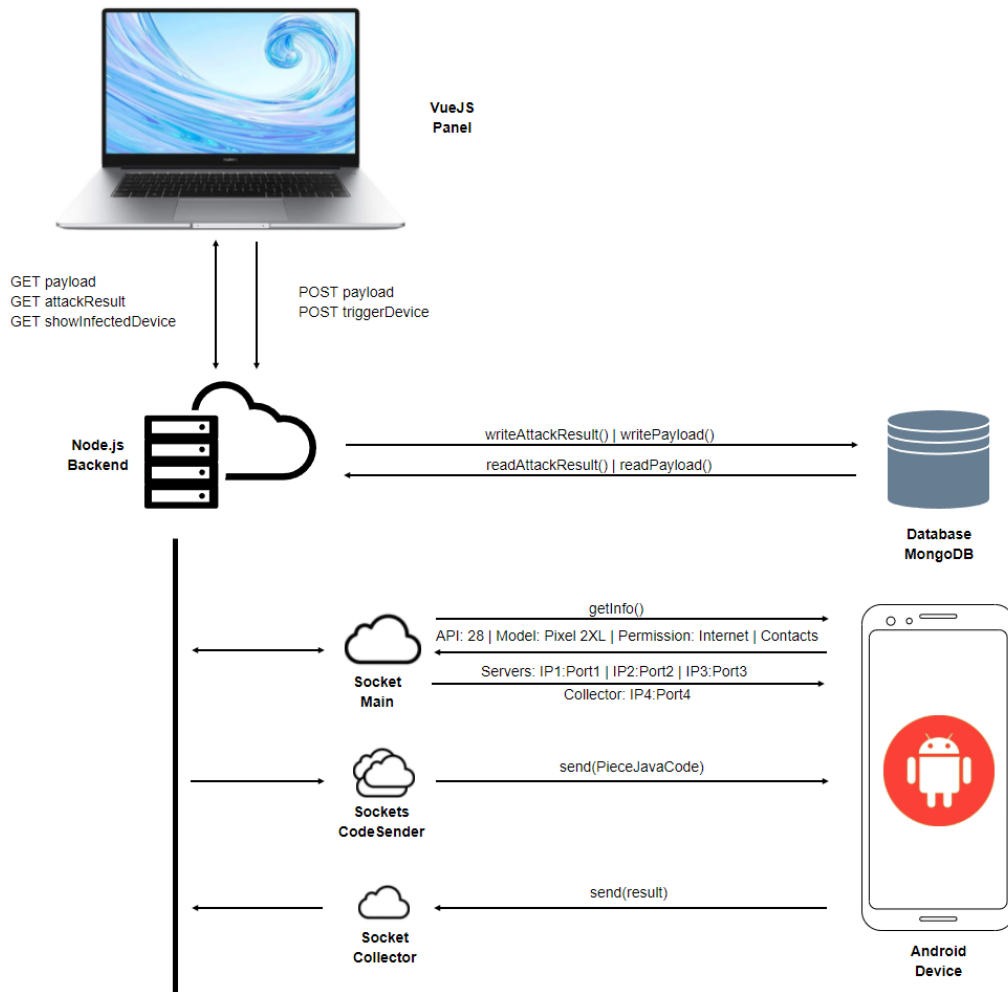 VueJS
Panel
GET payload
GET attackResult
GET showInfectedDevice
POST payload
POST triggerDevice
Node.js
Backend
writeAttackResult() | writePayload()
readAttackResult() | readPayload()
Database
MongoDB
getInfo()
API: 28 | Model: Pixel 2XL | Permission: Internet | Contacts
Servers: IP1:Port1 | IP2:Port2 | IP3:Port3
Collector: IP4:Port4
Socket
Main
send(PieceJavaCode)
Sockets
CodeSender
send(result)
Socket
Collector
Android
Device